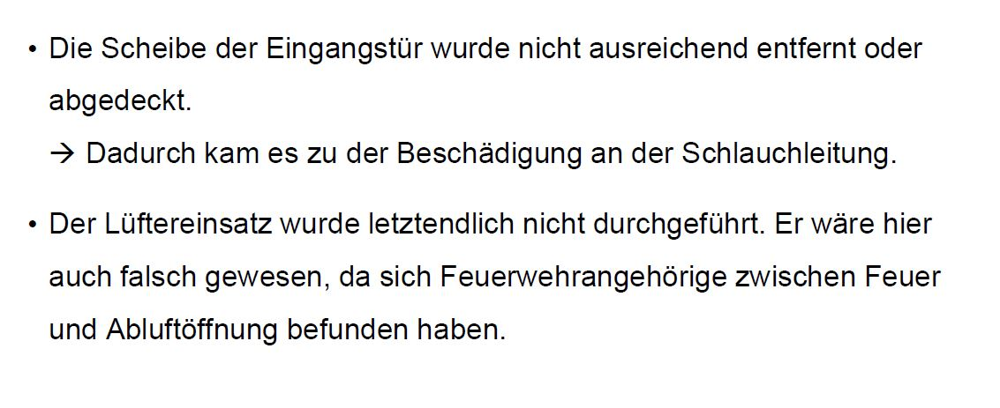 • Die Scheibe der Eingangstür wurde nicht ausreichend entfernt oder
abgedeckt.
→ Dadurch kam es zu der Beschädigung an der Schlauchleitung.
• Der Lüftereinsatz wurde letztendlich nicht durchgeführt. Er wäre hier
auch falsch gewesen, da sich Feuerwehrangehörige zwischen Feuer
und Abluftöffnung befunden haben.